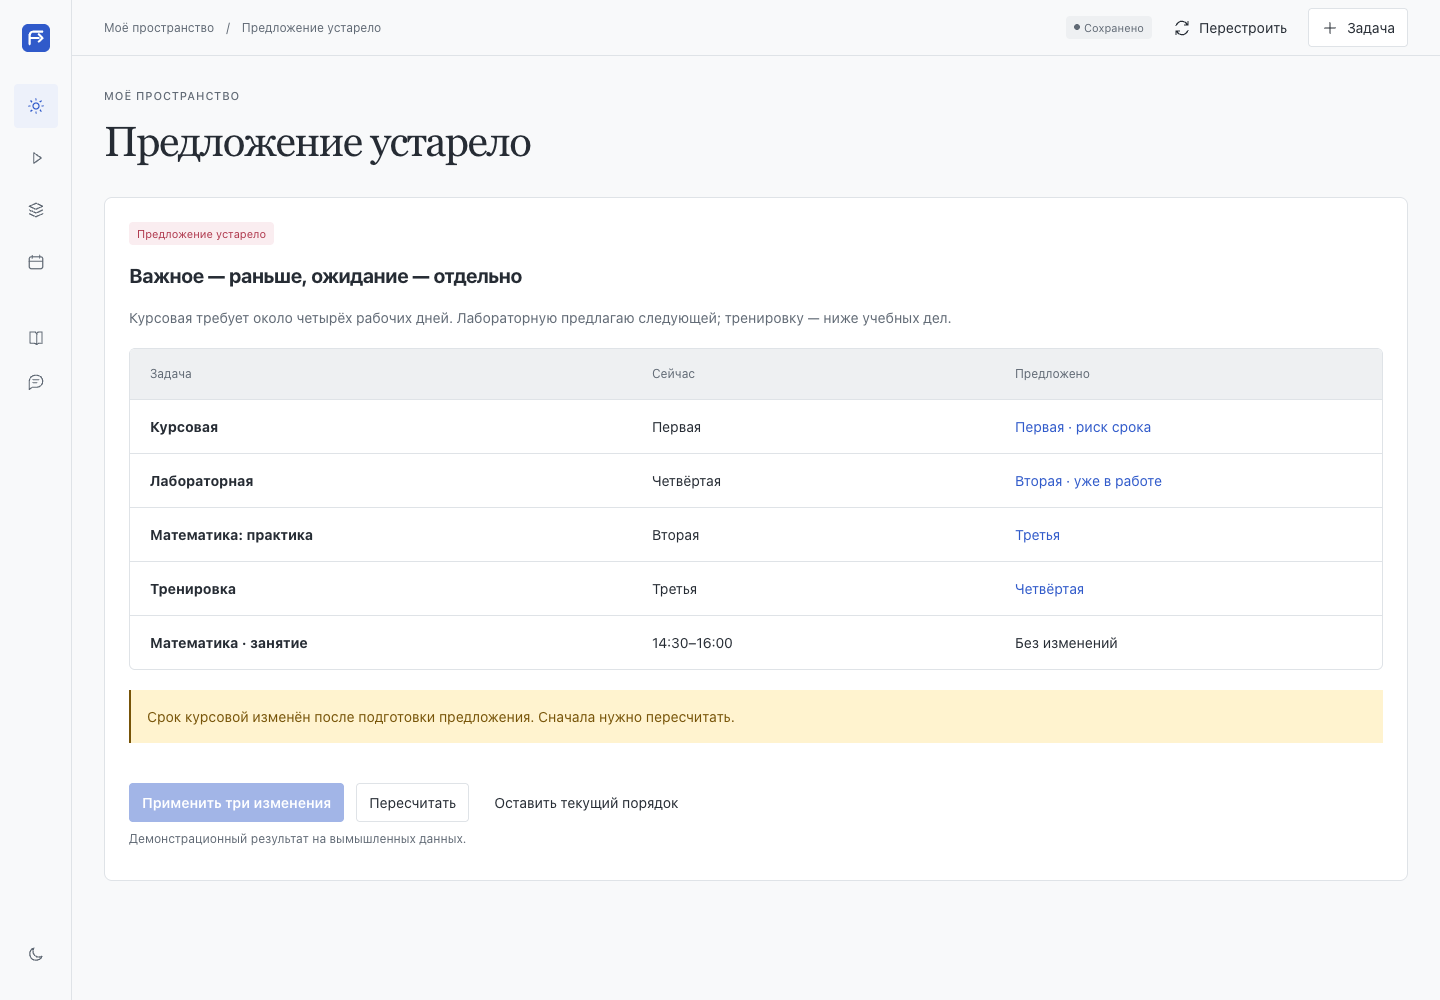 Моё пространство / Предложение устарело
Сохранено
Перестроить
Задача
МОЁ ПРОСТРАНСТВО
Предложение устарело
Предложение устарело
Важное — раньше, ожидание — отдельно
Курсовая требует около четырёх рабочих дней. Лабораторную предлагаю следующей; тренировку — ниже учебных дел.
Задача Сейчас Предложено
Курсовая Первая Первая · риск срока
Лабораторная Четвёртая Вторая · уже в работе
Математика: практика Вторая Третья
Тренировка Третья Четвёртая
Математика · занятие 14:30–16:00 Без изменений
Срок курсовой изменён после подготовки предложения. Сначала нужно пересчитать.
Применить три изменения Пересчитать Оставить текущий порядок
Демонстрационный результат на вымышленных данных.